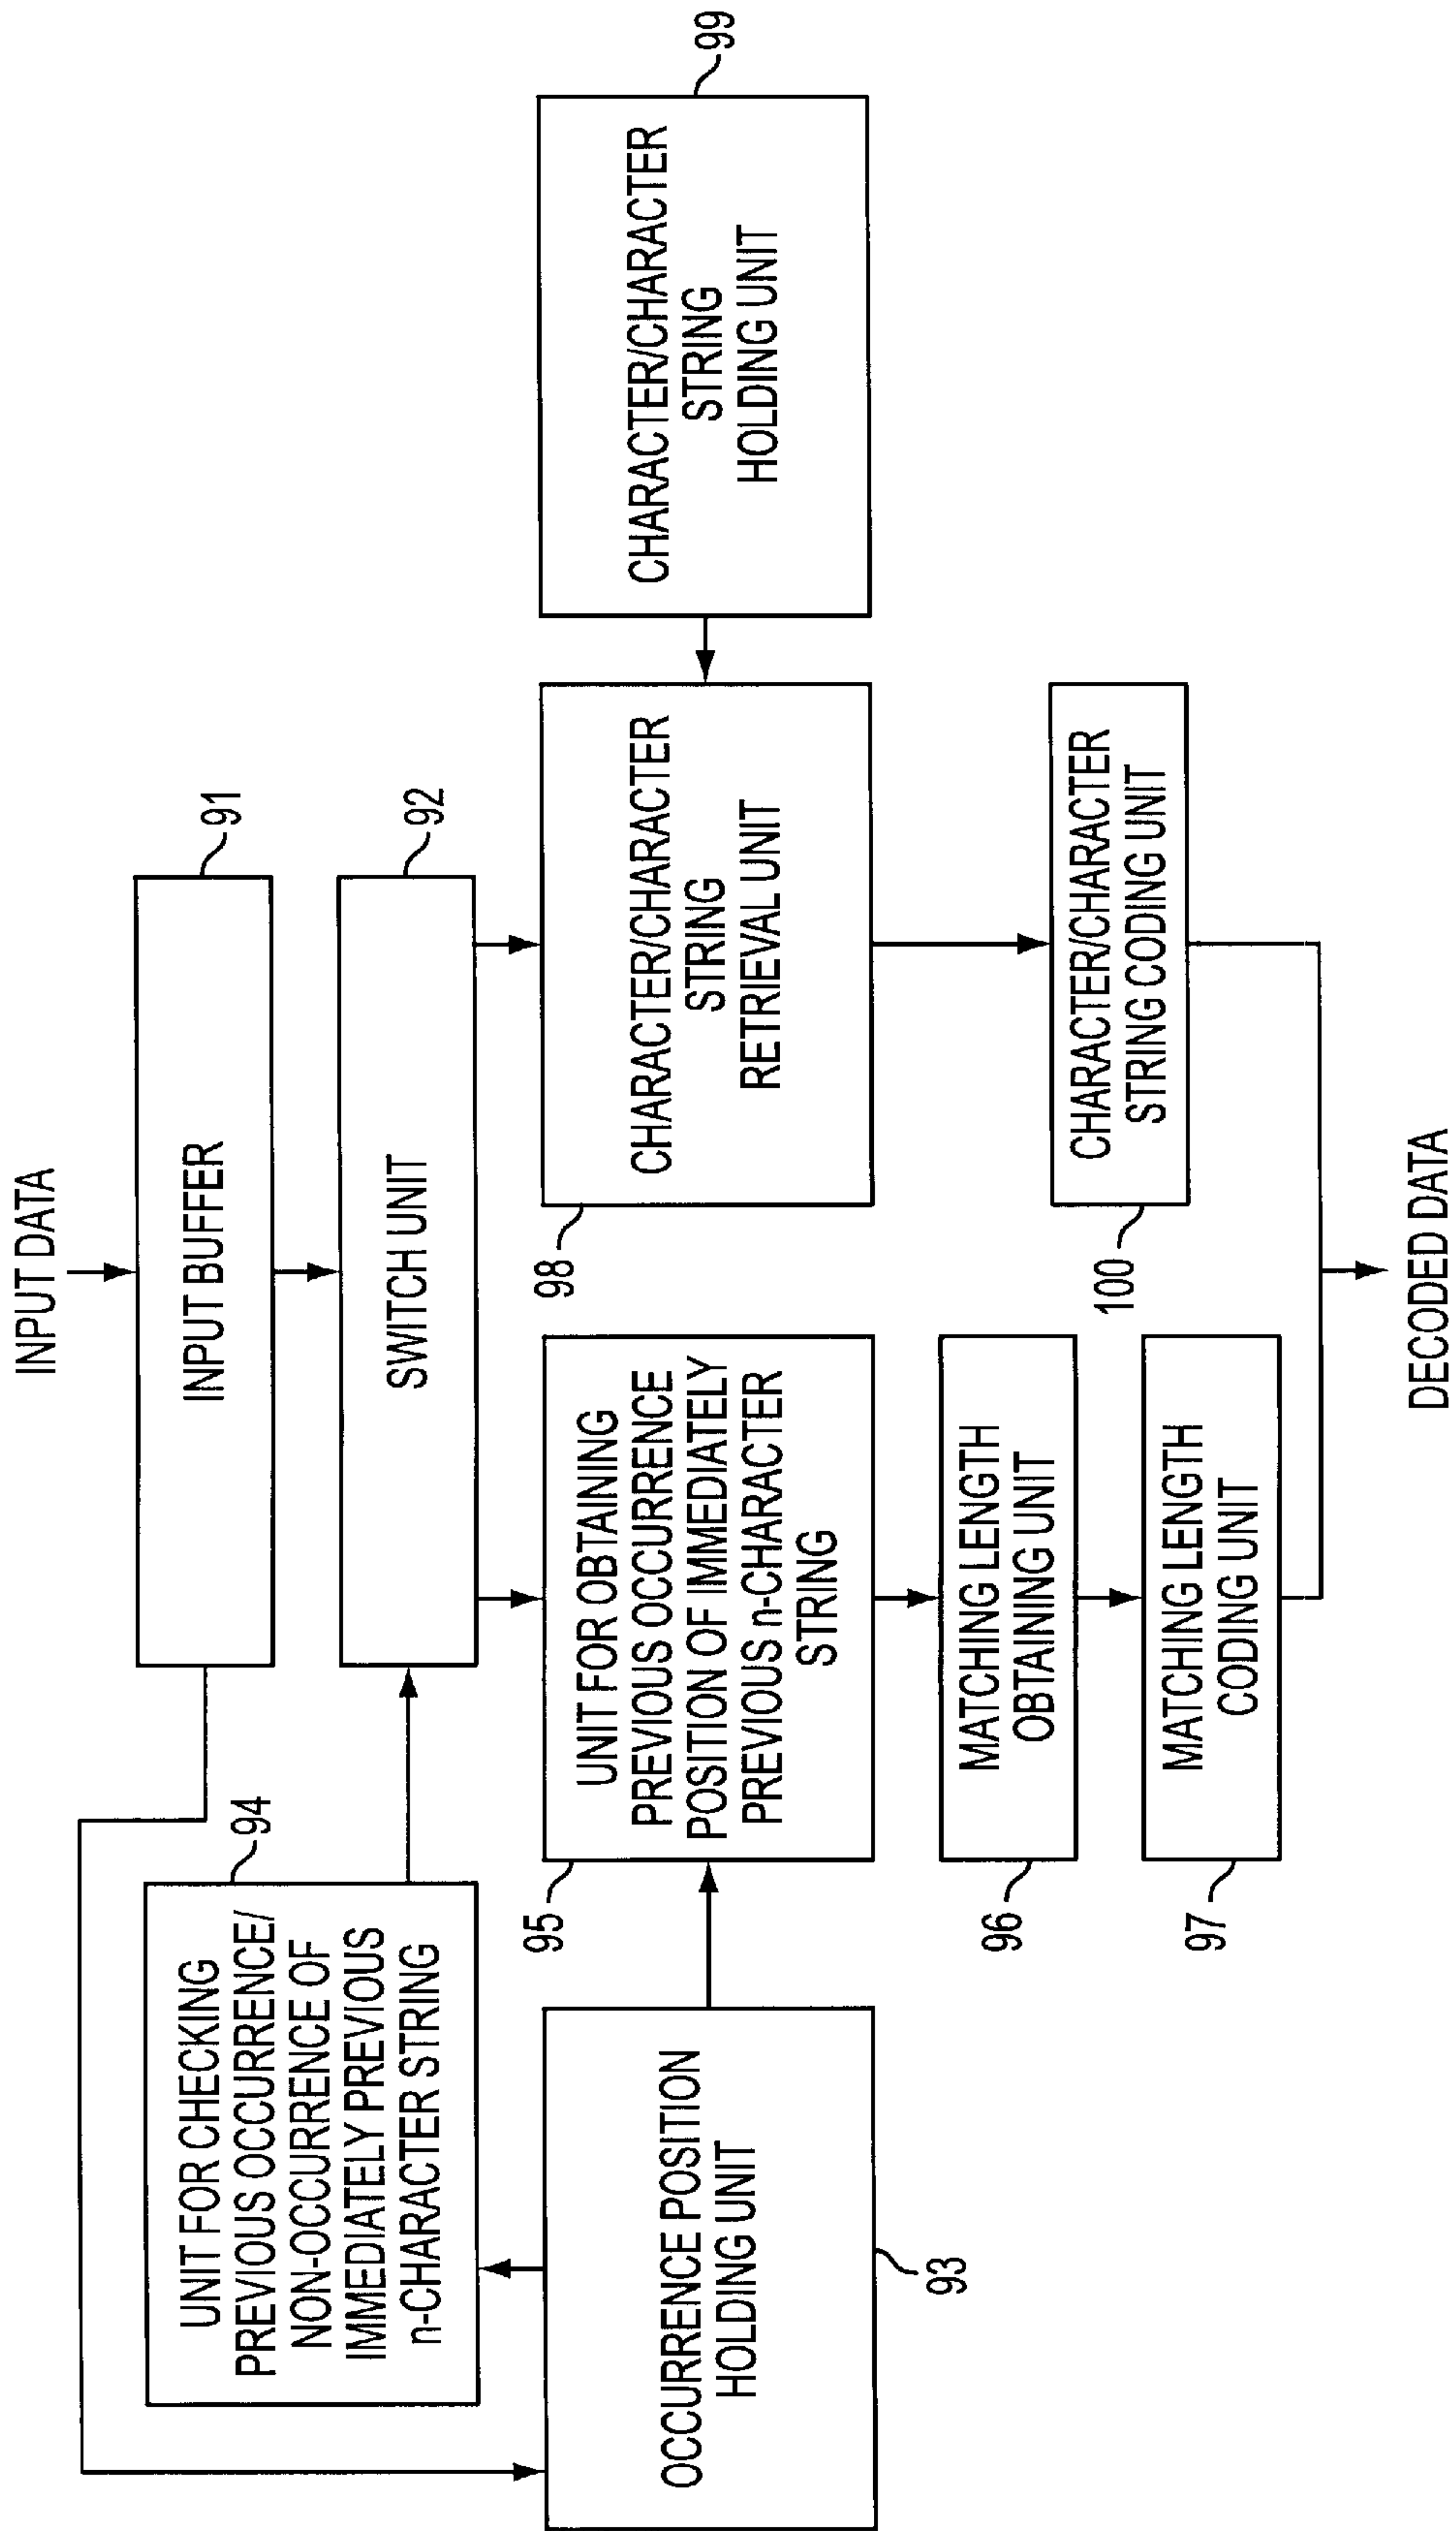 INPUT DATA
INPUT BUFFER
91
SWITCH UNIT
92
UNIT FOR CHECKING
PREVIOUS OCCURRENCE/
NON-OCCURRENCE OF
IMMEDIATELY PREVIOUS
n-CHARACTER STRING
94
OCCURRENCE POSITION
HOLDING UNIT
93
UNIT FOR OBTAINING
PREVIOUS OCCURRENCE
POSITION OF IMMEDIATELY
PREVIOUS n-CHARACTER
STRING
95
CHARACTER/CHARACTER
STRING
RETRIEVAL UNIT
98
CHARACTER/CHARACTER
STRING
HOLDING UNIT
99
MATCHING LENGTH
OBTAINING UNIT
96
MATCHING LENGTH
CODING UNIT
97
CHARACTER/CHARACTER
STRING CODING UNIT
100
DECODED DATA